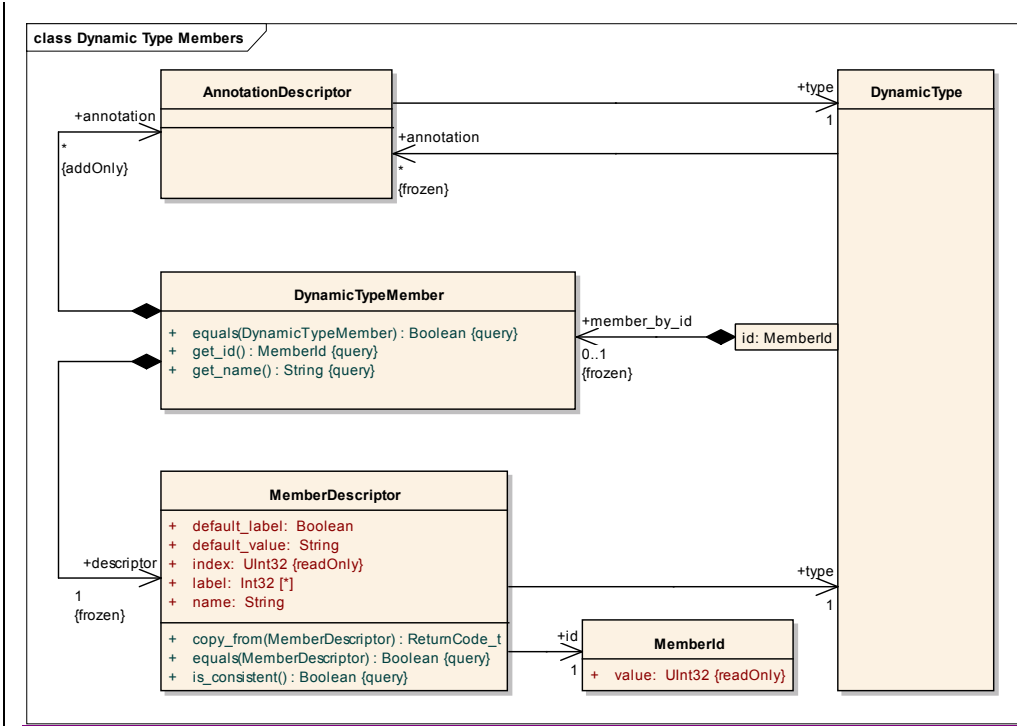 class Dynamic Type Members
AnnotationDescriptor
+type
1
DynamicType
+annotation
*
{addOnly}
+annotation
*
{frozen}
DynamicTypeMember
+ equals(DynamicTypeMember) : Boolean {query}
+ get_id() : MemberId {query}
+ get_name() : String {query}
+member_by_id
0..1
{frozen}
id: MemberId
MemberDescriptor
+ default_label: Boolean
+ default_value: String
+ index: UInt32 {readOnly}
+ label: Int32 [*]
+ name: String
+ copy_from(MemberDescriptor) : ReturnCode_t
+ equals(MemberDescriptor) : Boolean {query}
+ is_consistent() : Boolean {query}
+descriptor
1
{frozen}
+type
1
+id
1
MemberId
+ value: UInt32 {readOnly}